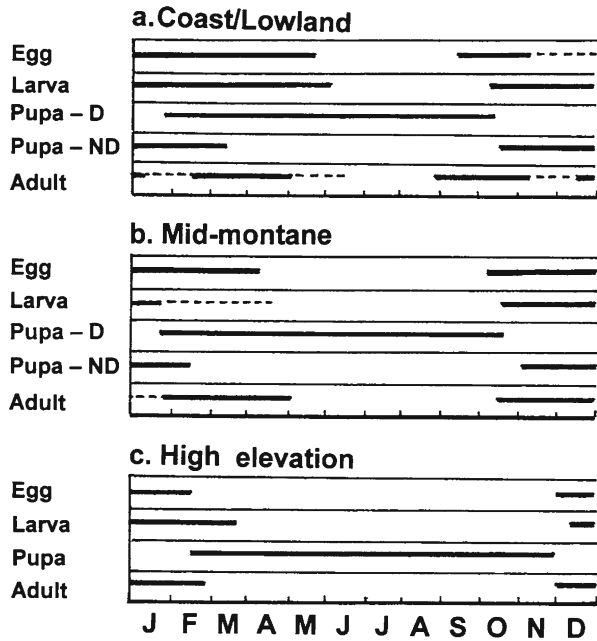 a. Coast/Lowland
Egg
Larva
Pupa – D
Pupa – ND
Adult
b. Mid-montane
Egg
Larva
Pupa – D
Pupa – ND
Adult
c. High elevation
Egg
Larva
Pupa
Adult
J F M A M J J A S O N D